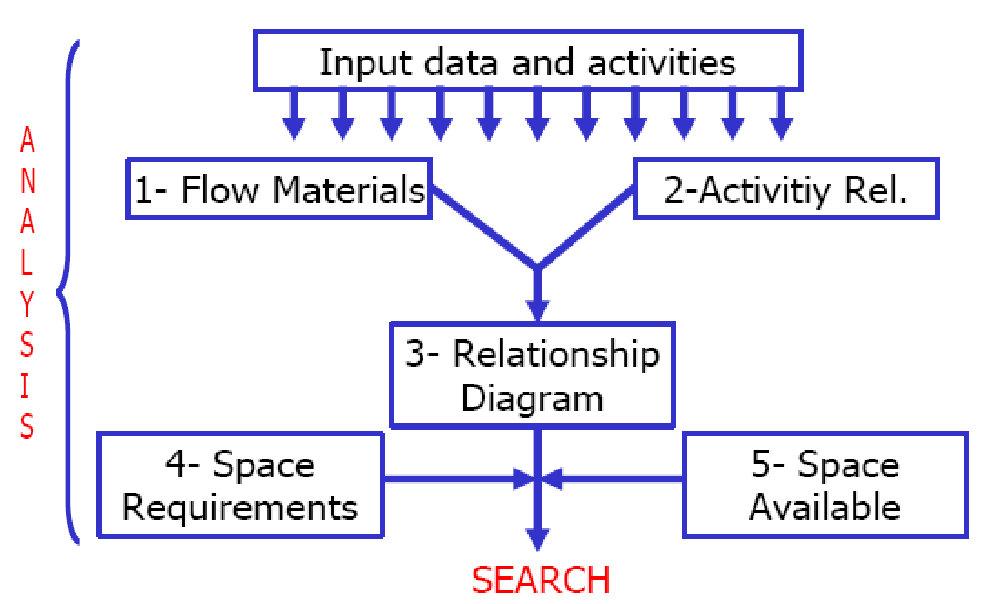 Input data and activities
ANALYSIS
1- Flow Materials
2-Activitiy Rel.
3- Relationship
Diagram
4- Space
Requirements
5- Space
Available
SEARCH